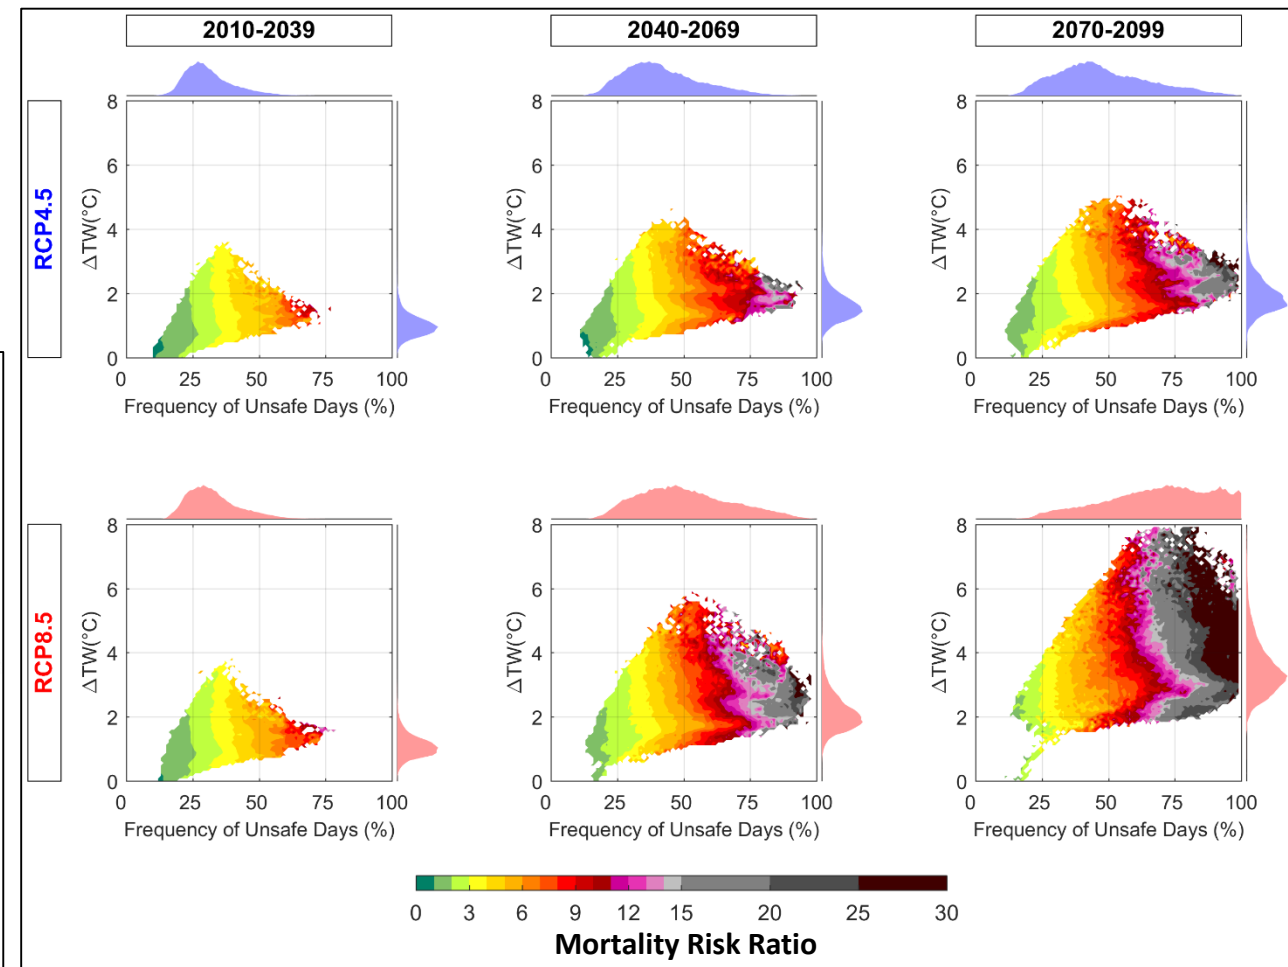 2010-2039
2040-2069
2070-2099
RCP4.5
8
6
4
2
0
ΔTW(°C)
0 25 50 75 100
Frequency of Unsafe Days (%)
8
6
4
2
0
ΔTW(°C)
0 25 50 75 100
Frequency of Unsafe Days (%)
8
6
4
2
0
ΔTW(°C)
0 25 50 75 100
Frequency of Unsafe Days (%)
RCP8.5
8
6
4
2
0
ΔTW(°C)
0 25 50 75 100
Frequency of Unsafe Days (%)
8
6
4
2
0
ΔTW(°C)
0 25 50 75 100
Frequency of Unsafe Days (%)
8
6
4
2
0
ΔTW(°C)
0 25 50 75 100
Frequency of Unsafe Days (%)
0 3 6 9 12 15 20 25 30
Mortality Risk Ratio